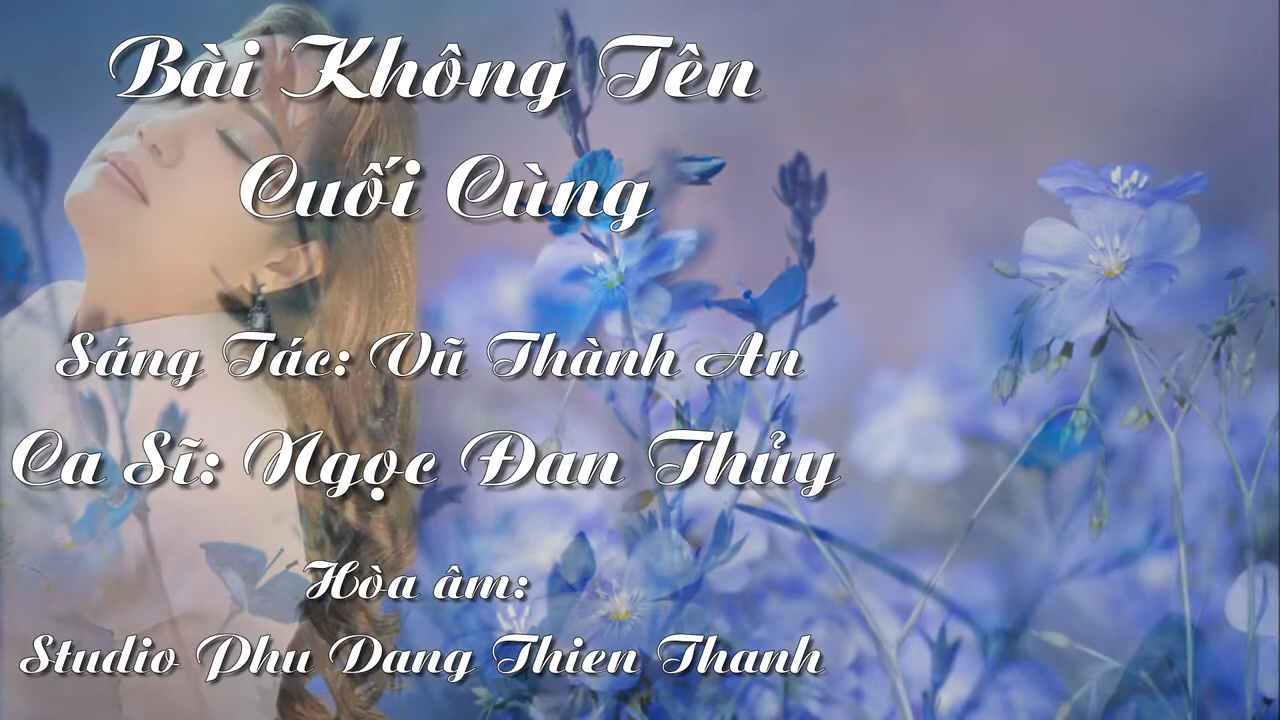 Bài Không Tên
Cuối Cùng
Sáng Tác: Vũ Thành An
Ca Sĩ: Ngọc Đan Thủy
Hòa âm:
Studio Phu Dang Thien Thanh